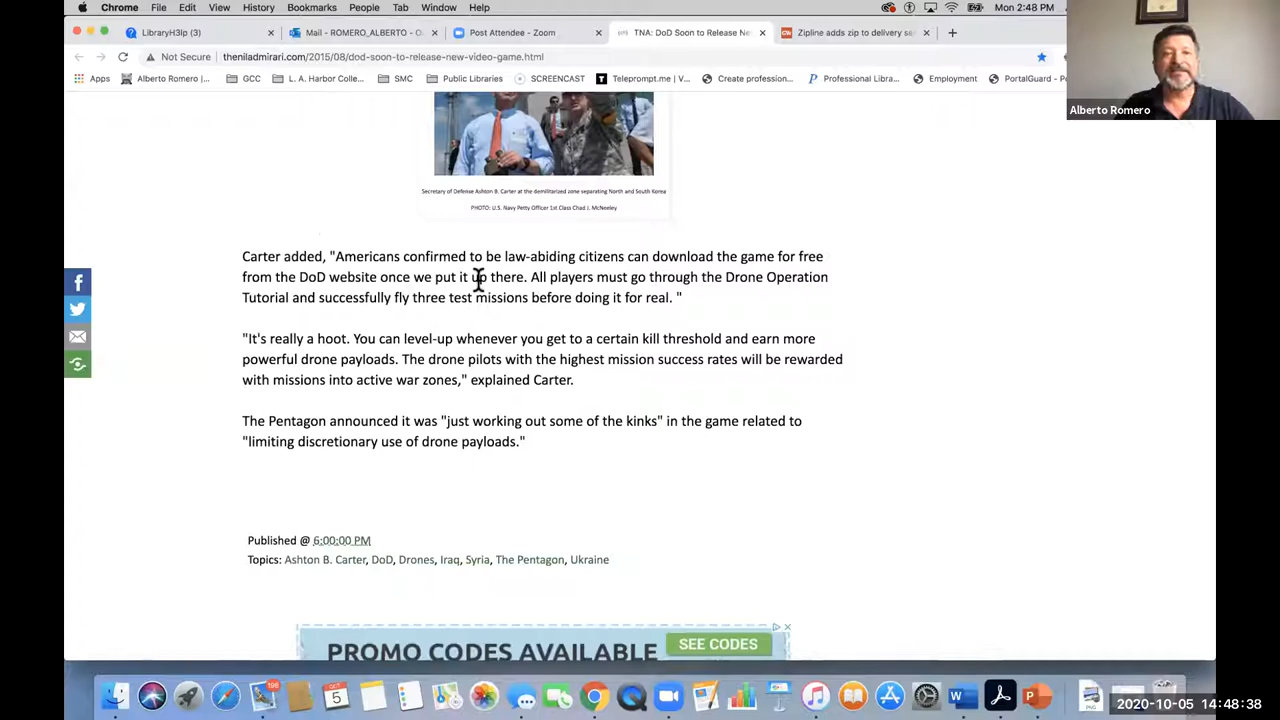 Chrome File Edit View History Bookmarks People Tab Window Help Mon 2:48 PM
LibraryH3lp (3) Mail - ROMERO_ALBERTO - O Post Attendee - Zoom TNA: DoD Soon to Release Ne Zipline adds zip to delivery se
Not Secure theniladmirari.com/2015/08/dod-soon-to-release-new-video-game.html
Apps Alberto Romero |... GCC L. A. Harbor Colle... SMC Public Libraries SCREENCAST Teleprompt.me | V... Create profession... Professional Libra... Employment PortalGuard - Po
Alberto Romero
Secretary of Defense Ashton B. Carter at the demilitarized zone separating North and South Korea
PHOTO: U.S. Navy Petty Officer 1st Class Chad J. McNeeley
Carter added, "Americans confirmed to be law-abiding citizens can download the game for free
from the DoD website once we put it up there. All players must go through the Drone Operation
Tutorial and successfully fly three test missions before doing it for real. "
"It's really a hoot. You can level-up whenever you get to a certain kill threshold and earn more
powerful drone payloads. The drone pilots with the highest mission success rates will be rewarded
with missions into active war zones," explained Carter.
The Pentagon announced it was "just working out some of the kinks" in the game related to
"limiting discretionary use of drone payloads."
Published @ 6:00:00 PM
Topics: Ashton B. Carter, DoD, Drones, Iraq, Syria, The Pentagon, Ukraine
PROMO CODES AVAILABLE SEE CODES
198
OCT
5
PNG
2020-10-05 14:48:38